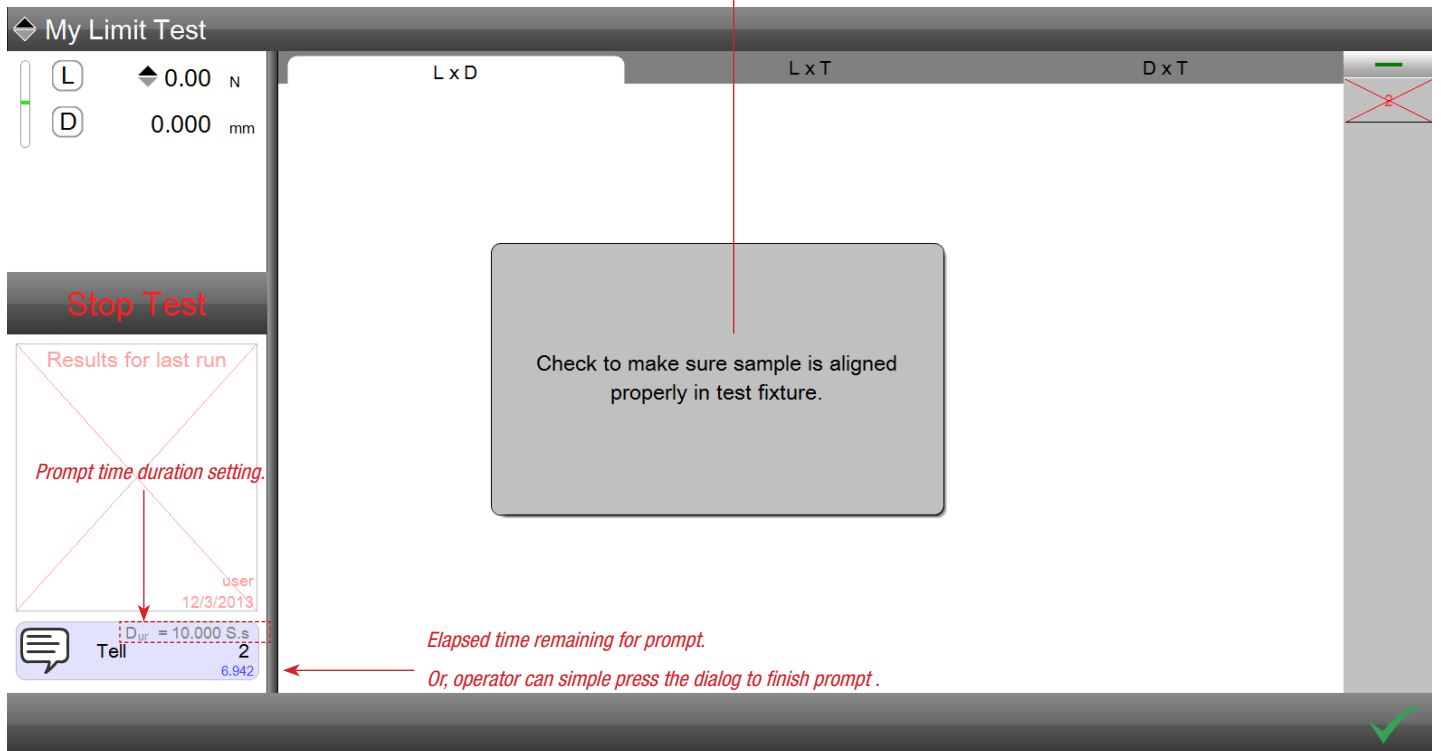 My Limit Test
L 0.00 N
D 0.000 mm
L x D
L x T
D x T
2
Check to make sure sample is aligned
properly in test fixture.
Stop Test
Results for last run
Prompt time duration setting.
user
12/3/2013
Dur = 10.000 S.s
Tell 2
6.942
Elapsed time remaining for prompt.
Or, operator can simple press the dialog to finish prompt .